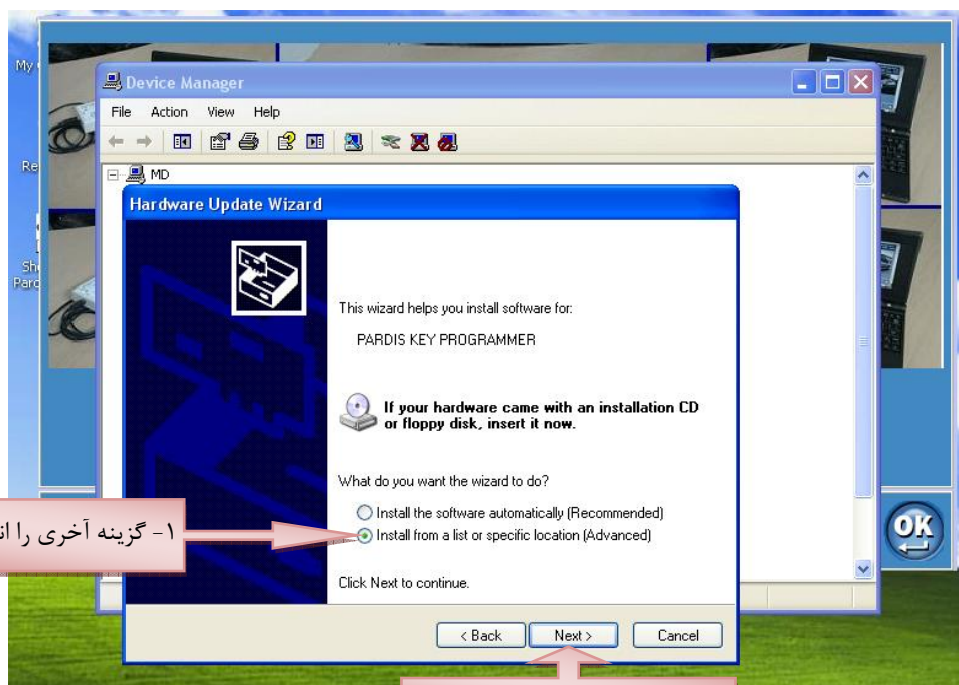 My
Device Manager
File Action View Help
MD
Hardware Update Wizard
This wizard helps you install software for:
PARDIS KEY PROGRAMMER
If your hardware came with an installation CD
or floppy disk, insert it now.
What do you want the wizard to do?
Install the software automatically (Recommended)
Install from a list or specific location (Advanced)
۱- گزینه آخری را
Click Next to continue.
< Back Next > Cancel
OK